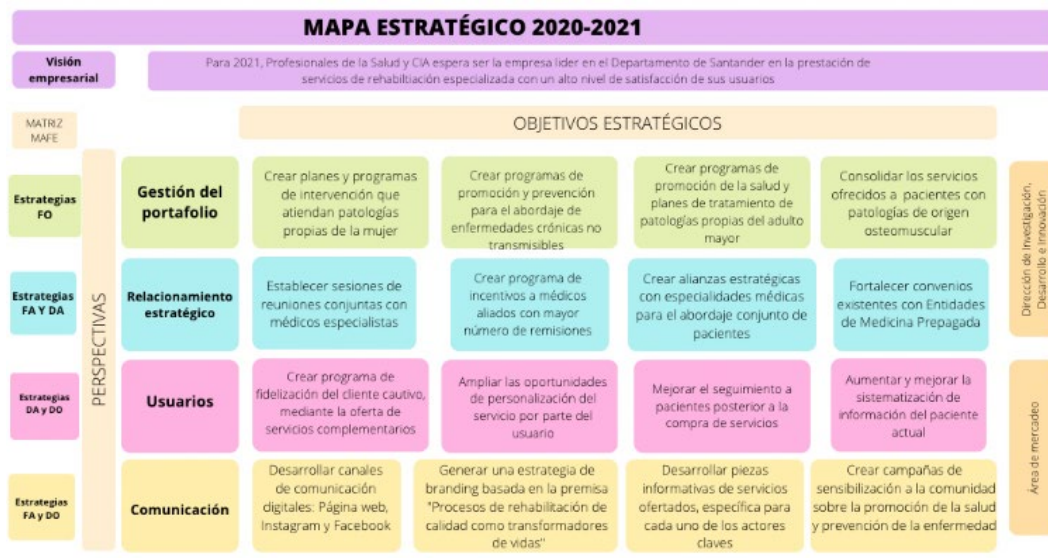 MAPA ESTRATÉGICO 2020-2021
Visión
empresarial
Para 2021, Profesionales de la Salud y CIA espera ser la empresa lider en el Departamento de Santander en la prestación de
servicios de rehabiltiación especializada con un alto nivel de satisfacción de sus usuarios
MATRIZ
MAFE
OBJETIVOS ESTRATÉGICOS
PERSPECTIVAS
Estrategias
FO
Gestión del
portafolio
Crear planes y programas
de intervención que
atiendan patologías
propias de la mujer
Crear programas de
promoción y prevención
para el abordaje de
enfermedades crónicas no
transmisibles
Crear programas de
promoción de la salud y
planes de tratamiento de
patologías propias del adulto
mayor
Consolidar los servicios
ofrecidos a pacientes con
patologías de origen
osteomuscular
Dirección de Investigación,
Desarrollo e Innovación
Estrategias
FA Y DA
Relacionamiento
estratégico
Establecer sesiones de
reuniones conjuntas con
médicos especialistas
Crear programa de
incentivos a médicos
aliados con mayor
número de remisiones
Crear alianzas estratégicas
con especialidades médicas
para el abordaje conjunto de
pacientes
Fortalecer convenios
existentes con Entidades
de Medicina Prepagada
Estrategias
DA y DO
Usuarios
Crear programa de
fidelización del cliente cautivo,
mediante la oferta de
servicios complementarios
Ampliar las oportunidades
de personalización del
servicio por parte del
usuario
Mejorar el seguimiento a
pacientes posterior a la
compra de servicios
Aumentar y mejorar la
sistematización de
información del paciente
actual
Área de mercadeo
Estrategias
FA y DO
Comunicación
Desarrollar canales
de comunicación
digitales: Página web,
Instagram y Facebook
Generar una estrategia de
branding basada en la premisa
"Procesos de rehabilitación de
calidad como transformadores
de vidas"
Desarrollar piezas
informativas de servicios
ofertados, específica para
cada uno de los actores
claves
Crear campañas de
sensibilización a la comunidad
sobre la promoción de la salud
y prevención de la enfermedad